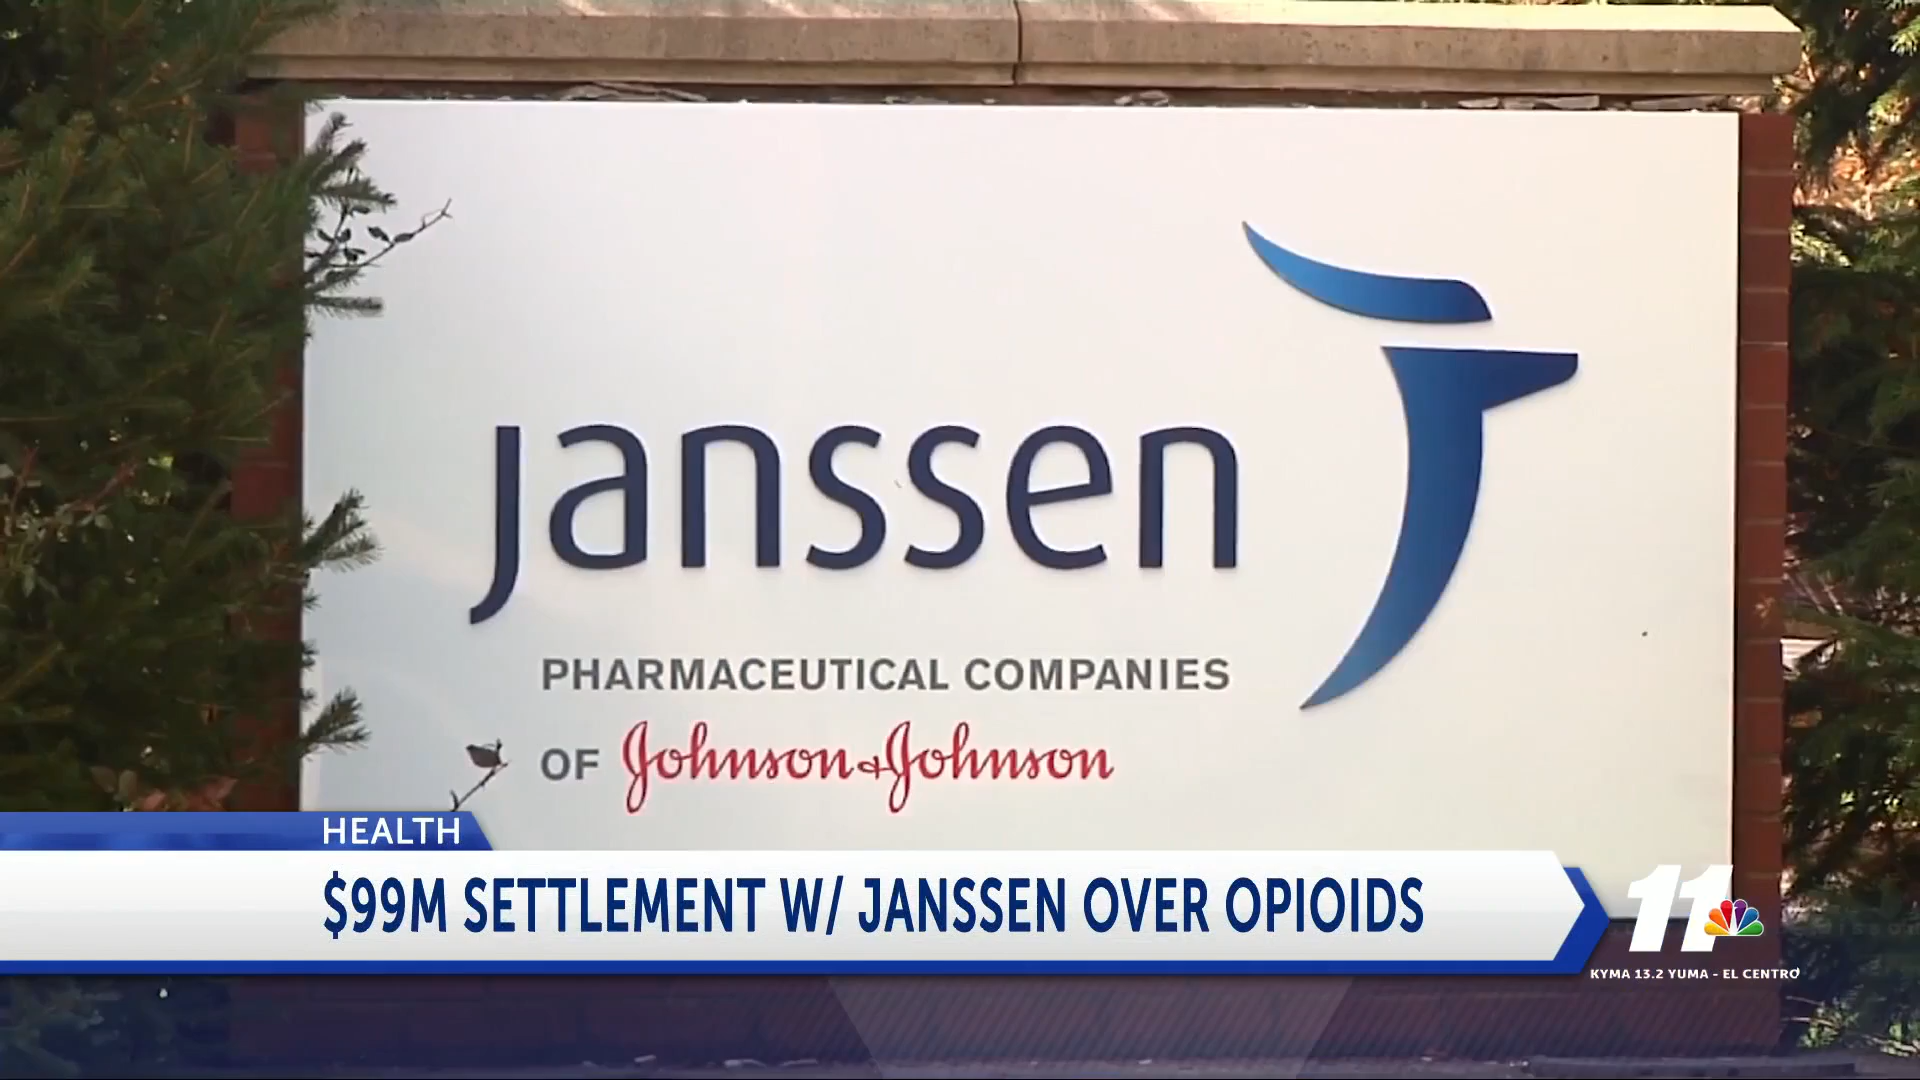 Janssen
PHARMACEUTICAL COMPANIES
OF Johnson & Johnson
HEALTH
$99M SETTLEMENT W/ JANSSEN OVER OPIOIDS
11
KYMA 13.2 YUMA - EL CENTRO